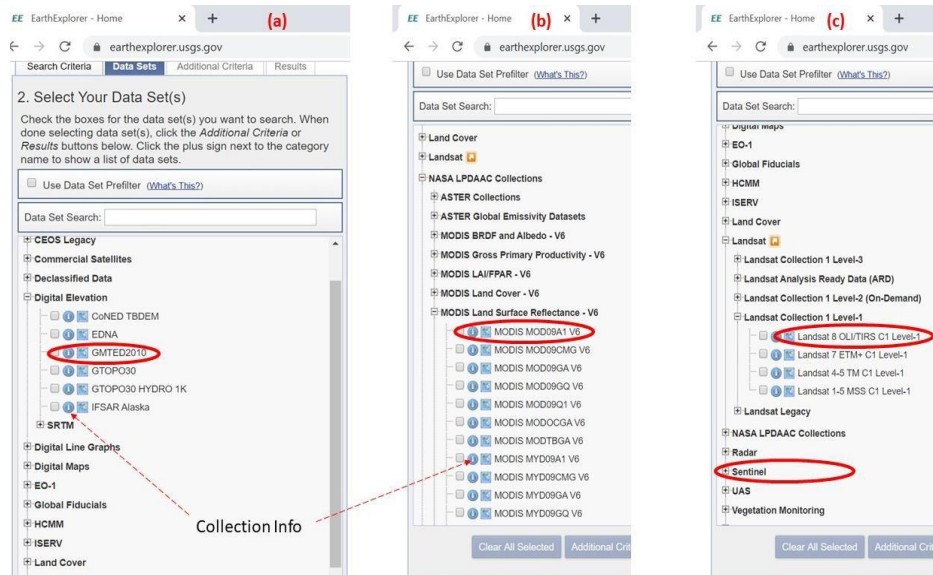 EE EarthExplorer - Home
(a)
earthexplorer.usgs.gov
Search Criteria Data Sets Additional Criteria Results
2. Select Your Data Set(s)
Check the boxes for the data set(s) you want to search. When
done selecting data set(s), click the Additional Criteria or
Results buttons below. Click the plus sign next to the category
name to show a list of data sets.
Use Data Set Prefilter (What's This?)
Data Set Search:
CEOS Legacy
Commercial Satellites
Declassified Data
Digital Elevation
CoNED TBDEM
EDNA
GMTED2010
GTOPO30
GTOPO30 HYDRO 1K
IFSAR Alaska
SRTM
Digital Line Graphs
Digital Maps
EO-1
Global Fiducials
HCMM
ISERV
Land Cover
Collection Info
EE EarthExplorer - Home
(b)
earthexplorer.usgs.gov
Use Data Set Prefilter (What's This?)
Data Set Search:
Land Cover
Landsat
NASA LPDAAC Collections
ASTER Collections
ASTER Global Emissivity Datasets
MODIS BRDF and Albedo - V6
MODIS Gross Primary Productivity - V6
MODIS LAI/FPAR - V6
MODIS Land Cover - V6
MODIS Land Surface Reflectance - V6
MODIS MOD09A1 V6
MODIS MOD09CMG V6
MODIS MOD09GA V6
MODIS MOD09GQ V6
MODIS MOD09Q1 V6
MODIS MODOCGA V6
MODIS MODTBGA V6
MODIS MYD09A1 V6
MODIS MYD09CMG V6
MODIS MYD09GA V6
MODIS MYD09GQ V6
Clear All Selected Additional Crit
EE EarthExplorer - Home
(c)
earthexplorer.usgs.gov
Use Data Set Prefilter (What's This?)
Data Set Search:
Digital Maps
EO-1
Global Fiducials
HCMM
ISERV
Land Cover
Landsat
Landsat Collection 1 Level-3
Landsat Analysis Ready Data (ARD)
Landsat Collection 1 Level-2 (On-Demand)
Landsat Collection 1 Level-1
Landsat 8 OLI/TIRS C1 Level-1
Landsat 7 ETM+ C1 Level-1
Landsat 4-5 TM C1 Level-1
Landsat 1-5 MSS C1 Level-1
Landsat Legacy
NASA LPDAAC Collections
Radar
Sentinel
UAS
Vegetation Monitoring
Clear All Selected Additional Cri